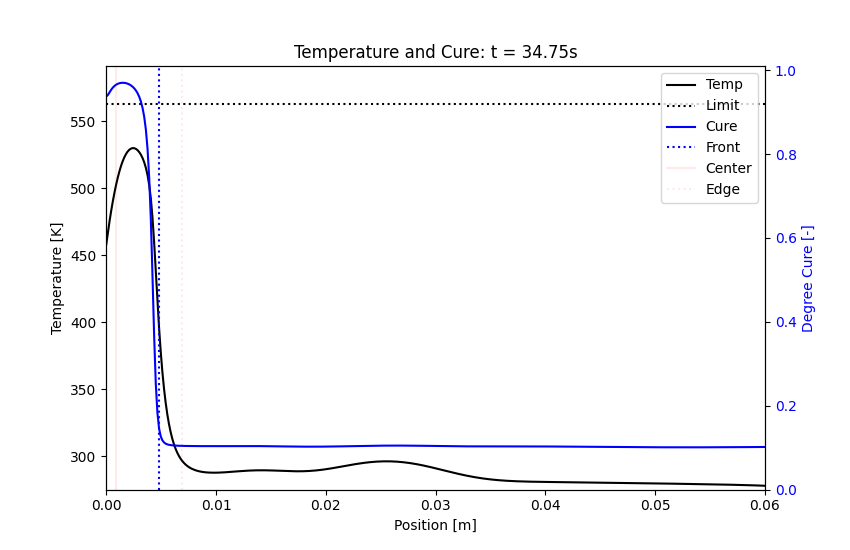 Temperature and Cure: t = 34.75s
Temp
Limit
Cure
Front
Center
Edge
Temperature [K]
550
500
450
400
350
300
Degree Cure [-]
1.0
0.8
0.6
0.4
0.2
0.0
0.00 0.01 0.02 0.03 0.04 0.05 0.06
Position [m]